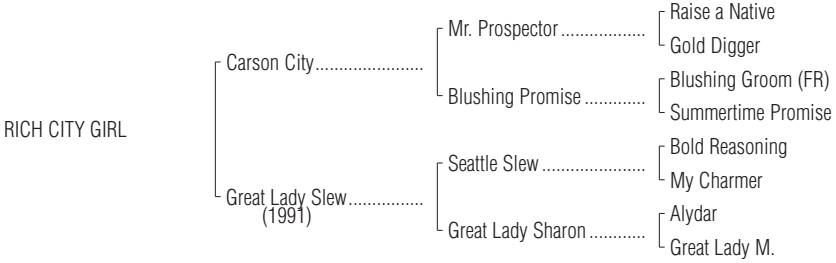 Raise a Native
Mr. Prospector...................
Gold Digger
Carson City.......................
Blushing Groom (FR)
Blushing Promise .............
Summertime Promise
RICH CITY GIRL
Bold Reasoning
Seattle Slew ......................
My Charmer
Great Lady Slew................
(1991)
Alydar
Great Lady Sharon ............
Great Lady M.